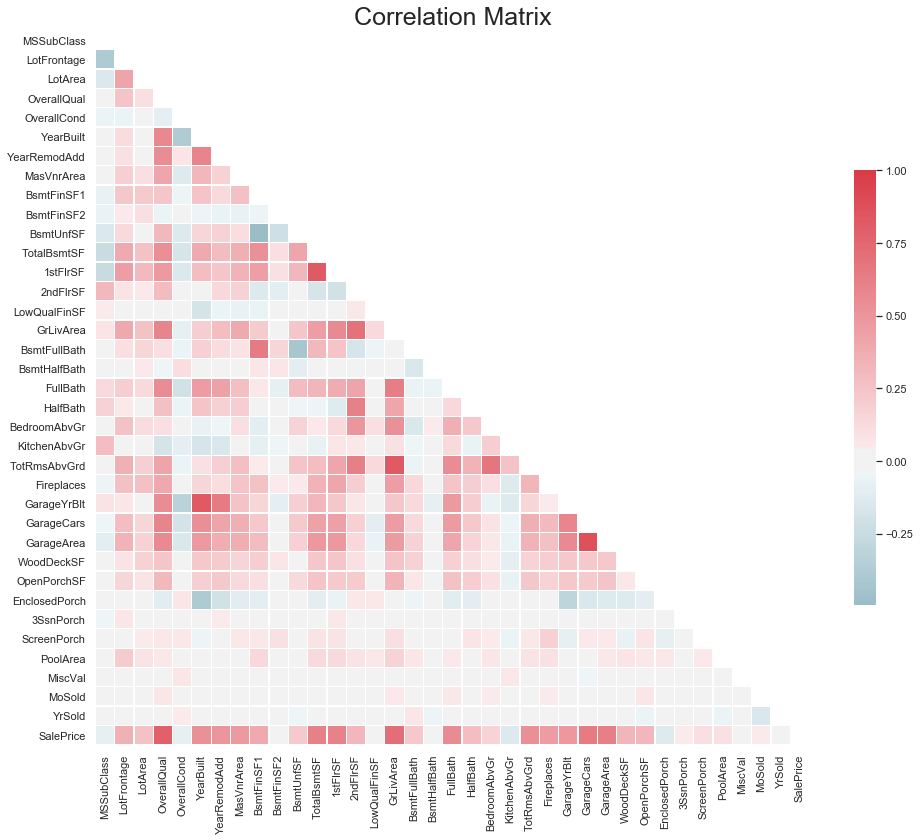 Correlation Matrix
MSSubClass
LotFrontage
LotArea
OverallQual
OverallCond
YearBuilt
YearRemodAdd
MasVnrArea
BsmtFinSF1
BsmtFinSF2
BsmtUnfSF
TotalBsmtSF
1stFlrSF
2ndFlrSF
LowQualFinSF
GrLivArea
BsmtFullBath
BsmtHalfBath
FullBath
HalfBath
BedroomAbvGr
KitchenAbvGr
TotRmsAbvGrd
Fireplaces
GarageYrBlt
GarageCars
GarageArea
WoodDeckSF
OpenPorchSF
EnclosedPorch
3SsnPorch
ScreenPorch
PoolArea
MiscVal
MoSold
YrSold
SalePrice
MSSubClass
LotFrontage
LotArea
OverallQual
OverallCond
YearBuilt
YearRemodAdd
MasVnrArea
BsmtFinSF1
BsmtFinSF2
BsmtUnfSF
TotalBsmtSF
1stFlrSF
2ndFlrSF
LowQualFinSF
GrLivArea
BsmtFullBath
BsmtHalfBath
FullBath
HalfBath
BedroomAbvGr
KitchenAbvGr
TotRmsAbvGrd
Fireplaces
GarageYrBlt
GarageCars
GarageArea
WoodDeckSF
OpenPorchSF
EnclosedPorch
3SsnPorch
ScreenPorch
PoolArea
MiscVal
MoSold
YrSold
SalePrice
1.00
0.75
0.50
0.25
0.00
−0.25